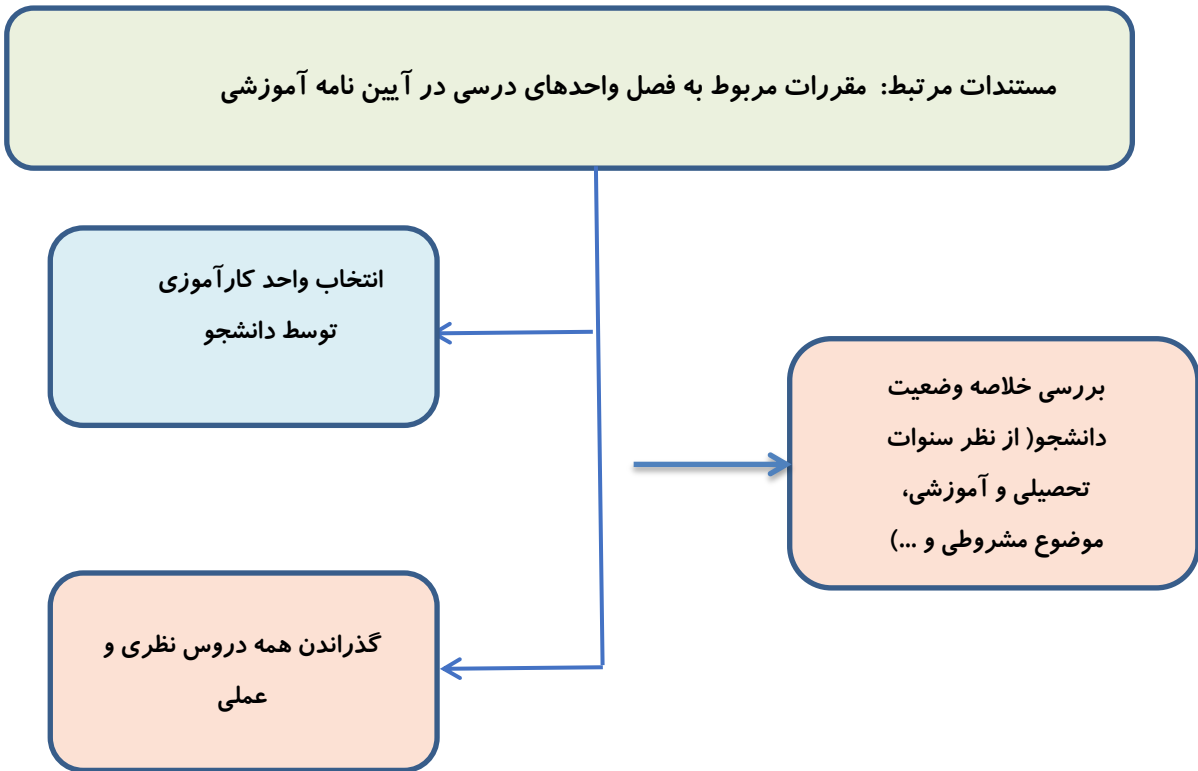 مستندات مرتبط: مقررات مربوط به فصل واحدهای درسی در آیین نامه آموزشی
انتخاب واحد کارآموزی
توسط دانشجو
بررسی خلاصه وضعیت
دانشجو( از نظر سنوات
تحصیلی و آموزشی،
موضوع مشروطی و ...)
گذراندن همه دروس نظری و
عملی